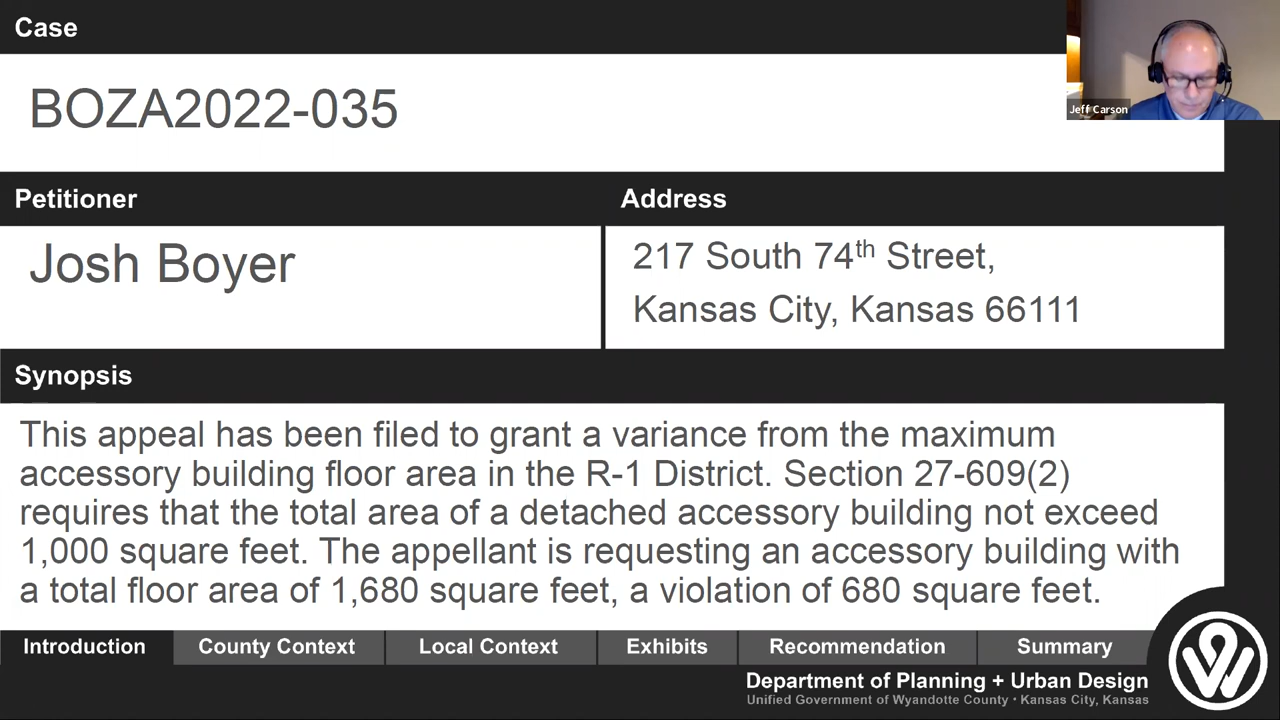 Case
BOZA2022-035
Jeff Carson
Petitioner
Address
Josh Boyer
217 South 74th Street,
Kansas City, Kansas 66111
Synopsis
This appeal has been filed to grant a variance from the maximum
accessory building floor area in the R-1 District. Section 27-609(2)
requires that the total area of a detached accessory building not exceed
1,000 square feet. The appellant is requesting an accessory building with
a total floor area of 1,680 square feet, a violation of 680 square feet.
Introduction
County Context
Local Context
Exhibits
Recommendation
Summary
Department of Planning + Urban Design
Unified Government of Wyandotte County • Kansas City, Kansas